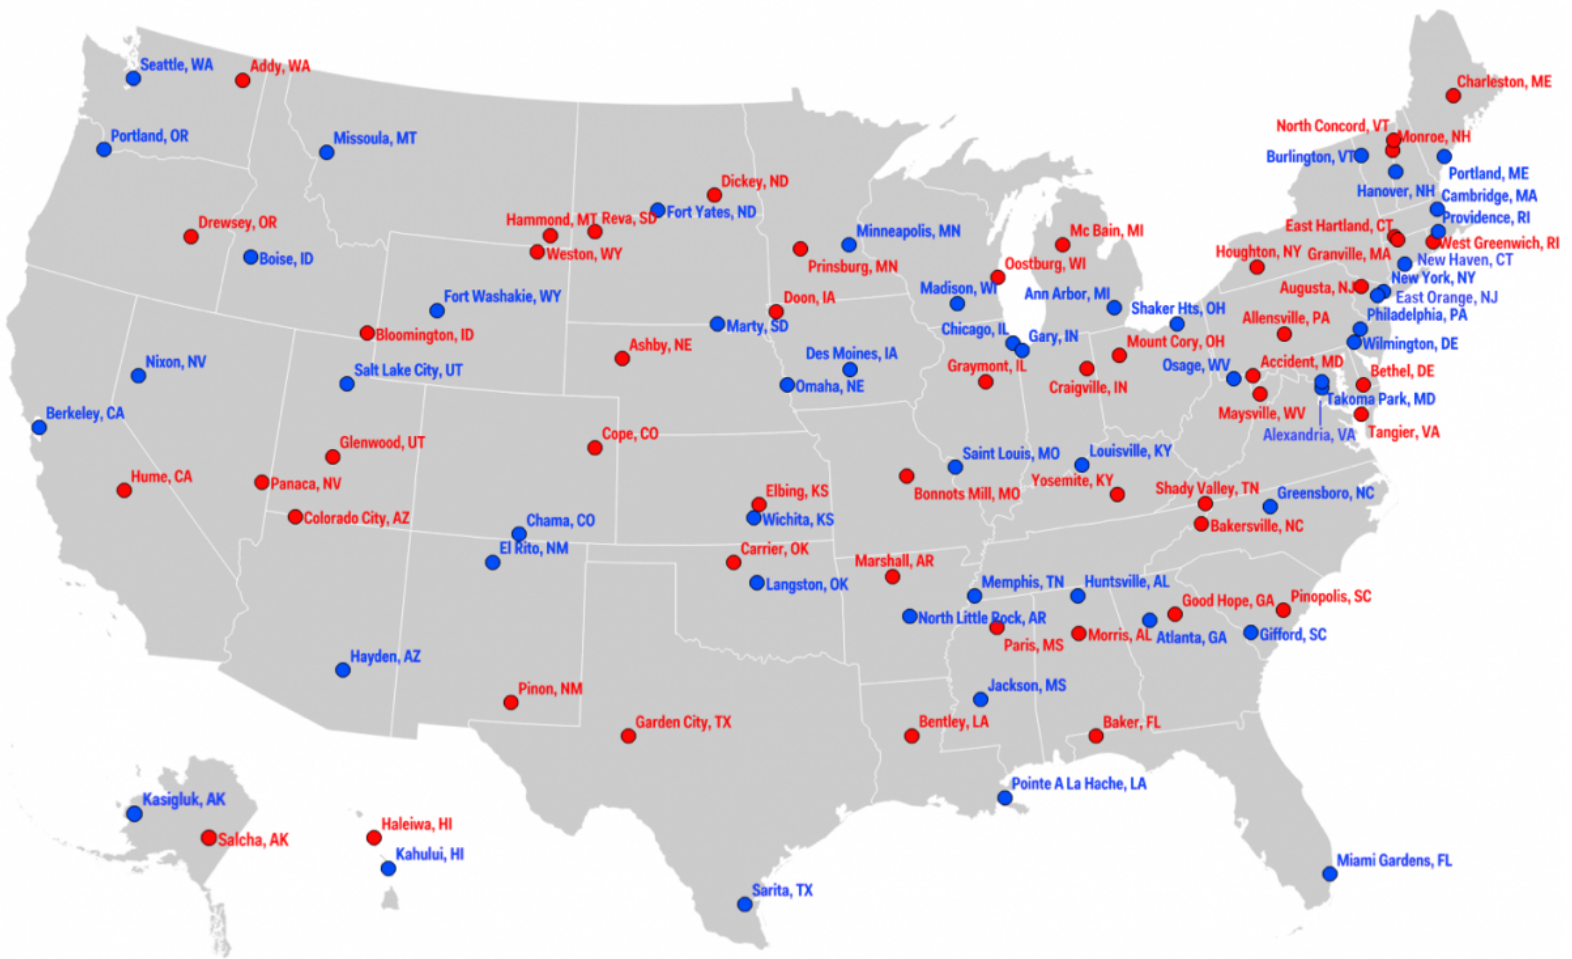 Seattle, WA
Addy, WA
Charleston, ME
Portland, OR
Missoula, MT
North Concord, VT
Monroe, NH
Burlington, VT
Portland, ME
Dickey, ND
Hanover, NH
Cambridge, MA
Drewsey, OR
Hammond, MT
Reva, SD
Fort Yates, ND
Providence, RI
Minneapolis, MN
Mc Bain, MI
East Hartland, CT
West Greenwich, RI
Boise, ID
Weston, WY
Prinsburg, MN
Oostburg, WI
Houghton, NY
Granville, MA
New Haven, CT
Fort Washakie, WY
Doon, IA
Madison, WI
Ann Arbor, MI
Augusta, NJ
New York, NY
East Orange, NJ
Shaker Hts, OH
Bloomington, ID
Marty, SD
Chicago, IL
Gary, IN
Allensville, PA
Philadelphia, PA
Ashby, NE
Mount Cory, OH
Wilmington, DE
Nixon, NV
Salt Lake City, UT
Des Moines, IA
Graymont, IL
Craigville, IN
Osage, WV
Accident, MD
Bethel, DE
Omaha, NE
Takoma Park, MD
Berkeley, CA
Maysville, WV
Alexandria, VA
Tangier, VA
Glenwood, UT
Cope, CO
Saint Louis, MO
Louisville, KY
Hume, CA
Panaca, NV
Elbing, KS
Bonnots Mill, MO
Yosemite, KY
Shady Valley, TN
Greensboro, NC
Colorado City, AZ
Chama, CO
Wichita, KS
Bakersville, NC
El Rito, NM
Carrier, OK
Marshall, AR
Langston, OK
Memphis, TN
Huntsville, AL
Good Hope, GA
Pinopolis, SC
North Little Rock, AR
Paris, MS
Morris, AL
Atlanta, GA
Gifford, SC
Hayden, AZ
Pinon, NM
Jackson, MS
Garden City, TX
Bentley, LA
Baker, FL
Pointe A La Hache, LA
Kasigluk, AK
Salcha, AK
Haleiwa, HI
Kahului, HI
Miami Gardens, FL
Sarita, TX